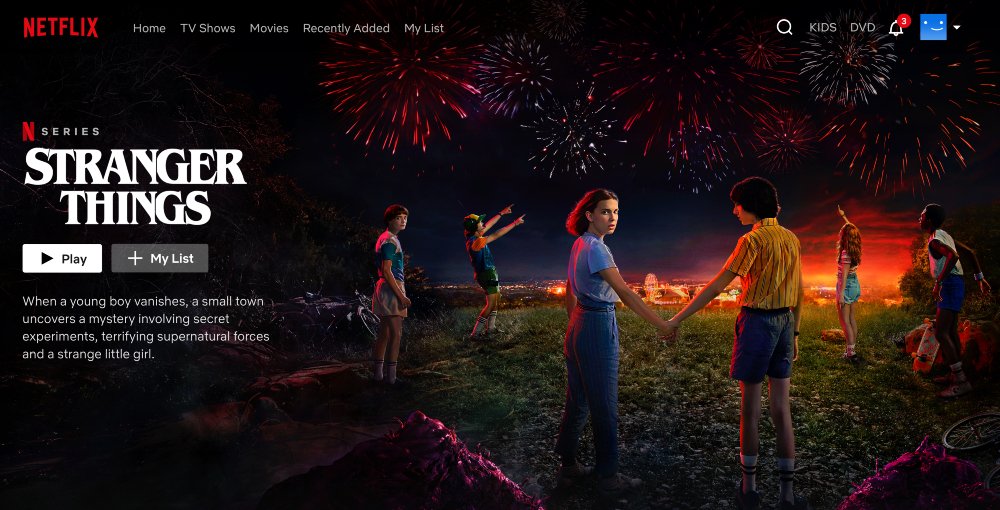 NETFLIX
Home TV Shows Movies Recently Added My List
KIDS DVD 3
N SERIES
STRANGER
THINGS
Play
My List
When a young boy vanishes, a small town
uncovers a mystery involving secret
experiments, terrifying supernatural forces
and a strange little girl.